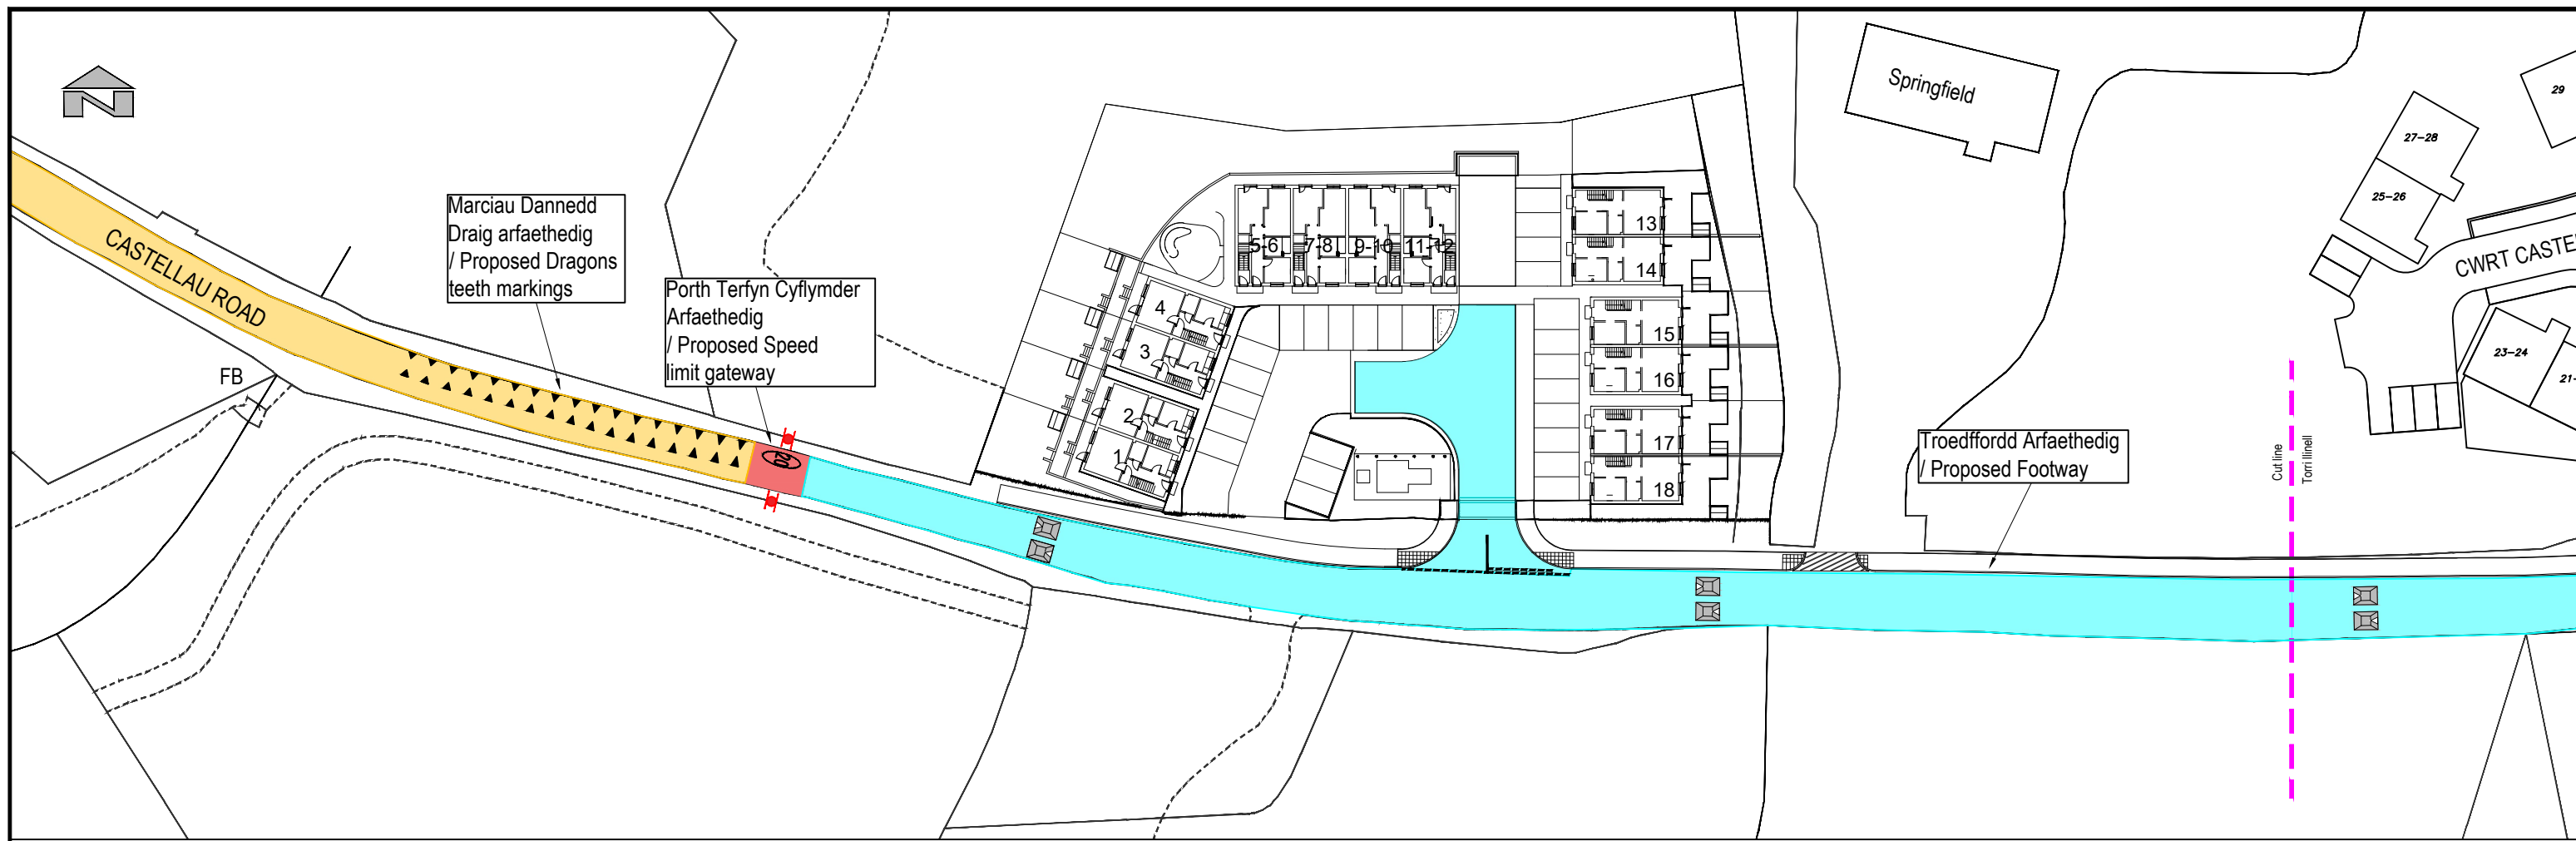 Springfield
29
27-28
25-26
CWRT CASTE
23-24
21-
Marciau Dannedd
Draig arfaethedig
/ Proposed Dragons
teeth markings
CASTELLAU ROAD
Porth Terfyn Cyflymder
Arfaethedig
/ Proposed Speed
limit gateway
FB
20
5-6
7-8
9-10
11-12
13
14
15
16
17
18
4
3
2
1
Troedffordd Arfaethedig
/ Proposed Footway
Cut line
Torri llinell